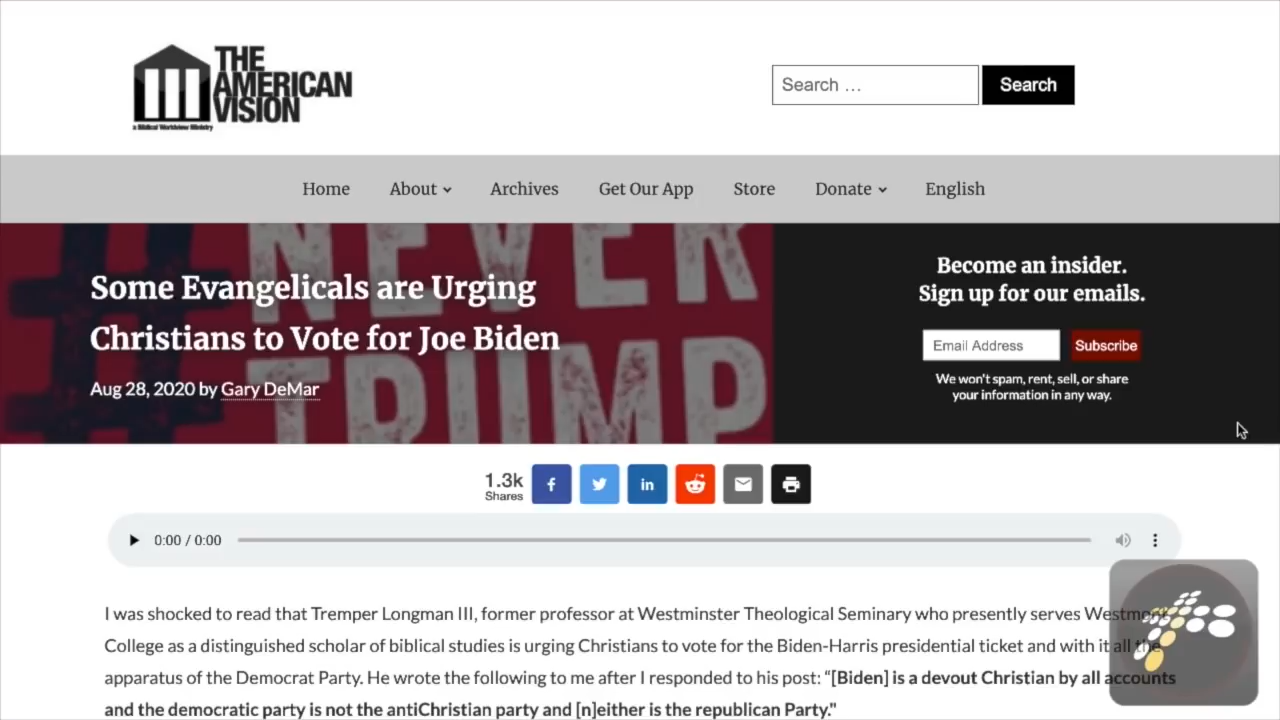 THE
AMERICAN
VISION
a Biblical Worldview Ministry
Search …
Search
Home
About
Archives
Get Our App
Store
Donate
English
#NEVER
TRUMP
Some Evangelicals are Urging
Christians to Vote for Joe Biden
Aug 28, 2020 by Gary DeMar
Become an insider.
Sign up for our emails.
Email Address
Subscribe
We won't spam, rent, sell, or share
your information in any way.
1.3k
Shares
f
in
0:00 / 0:00
I was shocked to read that Tremper Longman III, former professor at Westminster Theological Seminary who presently serves Westmont
College as a distinguished scholar of biblical studies is urging Christians to vote for the Biden-Harris presidential ticket and with it all the
apparatus of the Democrat Party. He wrote the following to me after I responded to his post: “[Biden] is a devout Christian by all accounts
and the democratic party is not the antiChristian party and [n]either is the republican Party."